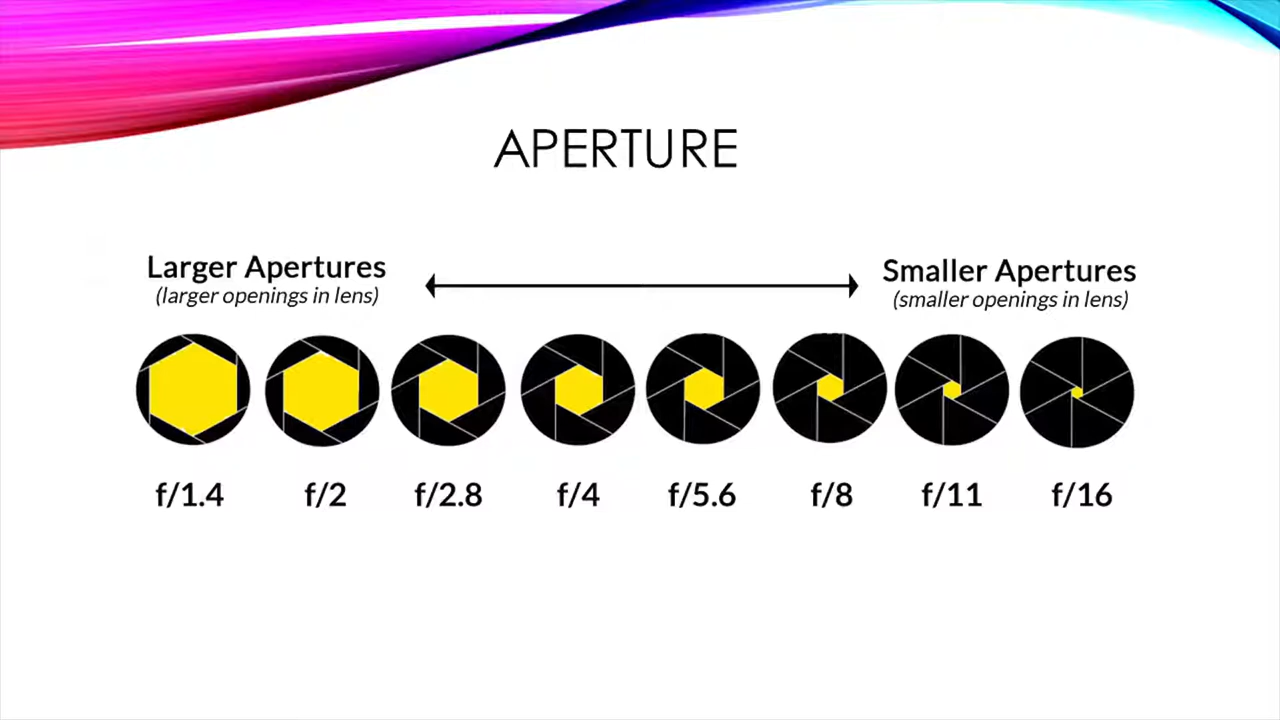 APERTURE
Larger Apertures
(larger openings in lens)
Smaller Apertures
(smaller openings in lens)
f/1.4 f/2 f/2.8 f/4 f/5.6 f/8 f/11 f/16